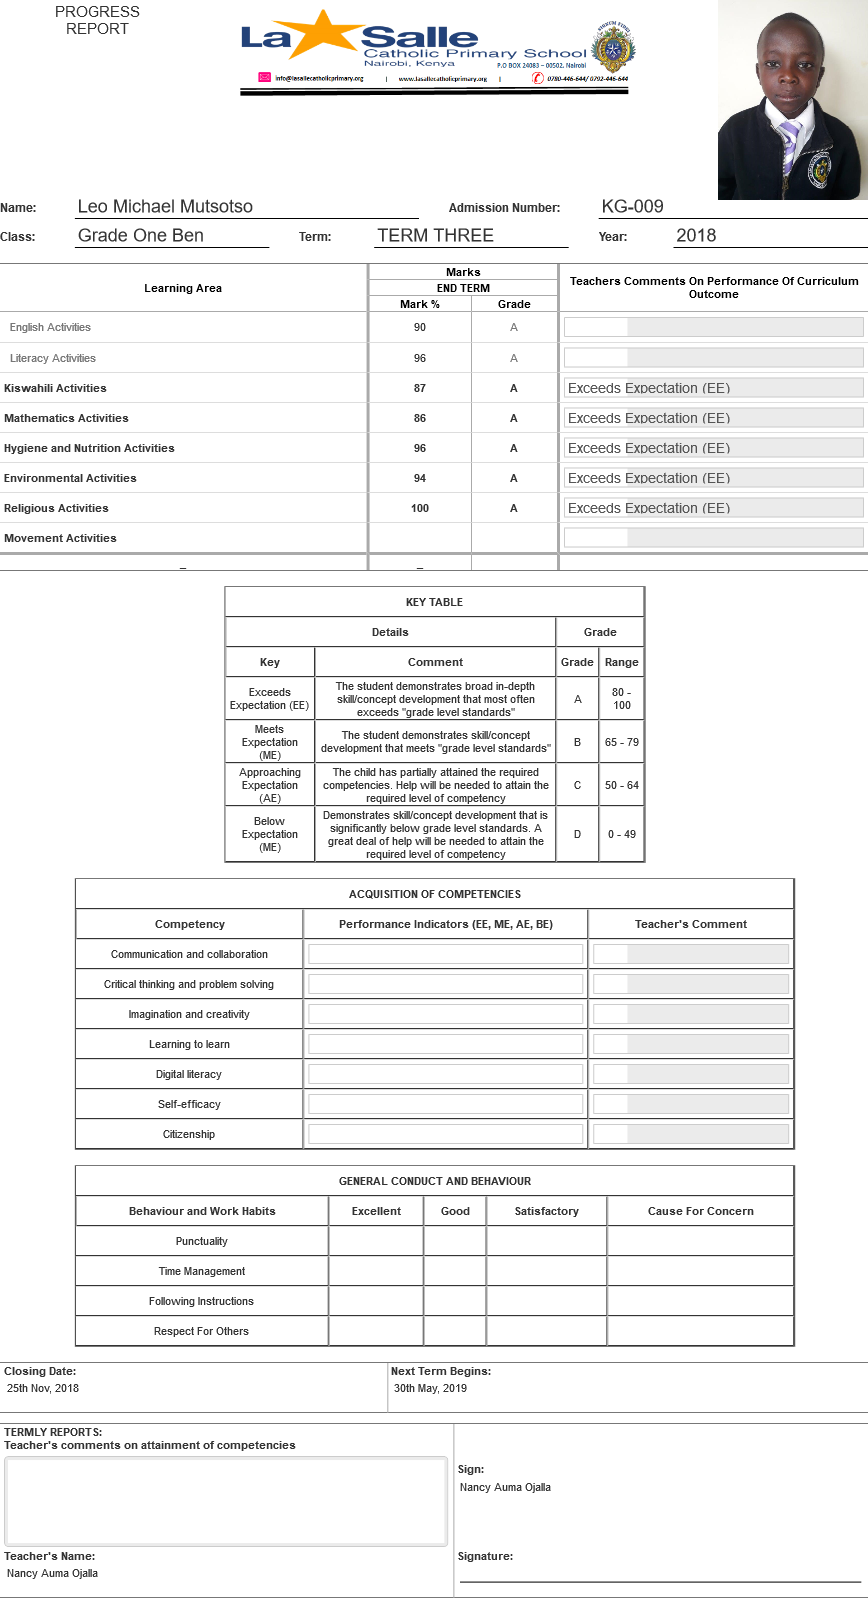 PROGRESS
REPORT
La Salle
Catholic Primary School
Nairobi, Kenya
P.O BOX 24083 – 00502, Nairobi
info@lasallecatholicprimary.org | www.lasallecatholicprimary.org | 0780-446-644/ 0792-446-644
Name: Leo Michael Mutsotso Admission Number: KG-009
Class: Grade One Ben Term: TERM THREE Year: 2018
Learning Area
Marks
END TERM
Mark % Grade
Teachers Comments On Performance Of Curriculum
Outcome
English Activities 90 A
Literacy Activities 96 A
Kiswahili Activities 87 A Exceeds Expectation (EE)
Mathematics Activities 86 A Exceeds Expectation (EE)
Hygiene and Nutrition Activities 96 A Exceeds Expectation (EE)
Environmental Activities 94 A Exceeds Expectation (EE)
Religious Activities 100 A Exceeds Expectation (EE)
Movement Activities
_ _
KEY TABLE
Details Grade
Key Comment Grade Range
Exceeds
Expectation (EE)
The student demonstrates broad in-depth
skill/concept development that most often
exceeds "grade level standards"
A
80 -
100
Meets
Expectation
(ME)
The student demonstrates skill/concept
development that meets "grade level standards"
B
65 - 79
Approaching
Expectation
(AE)
The child has partially attained the required
competencies. Help will be needed to attain the
required level of competency
C
50 - 64
Below
Expectation
(ME)
Demonstrates skill/concept development that is
significantly below grade level standards. A
great deal of help will be needed to attain the
required level of competency
D
0 - 49
ACQUISITION OF COMPETENCIES
Competency Performance Indicators (EE, ME, AE, BE) Teacher's Comment
Communication and collaboration
Critical thinking and problem solving
Imagination and creativity
Learning to learn
Digital literacy
Self-efficacy
Citizenship
GENERAL CONDUCT AND BEHAVIOUR
Behaviour and Work Habits Excellent Good Satisfactory Cause For Concern
Punctuality
Time Management
Following Instructions
Respect For Others
Closing Date: Next Term Begins:
25th Nov, 2018 30th May, 2019
TERMLY REPORTS:
Teacher's comments on attainment of competencies
Sign:
Nancy Auma Ojalla
Teacher's Name: Signature:
Nancy Auma Ojalla